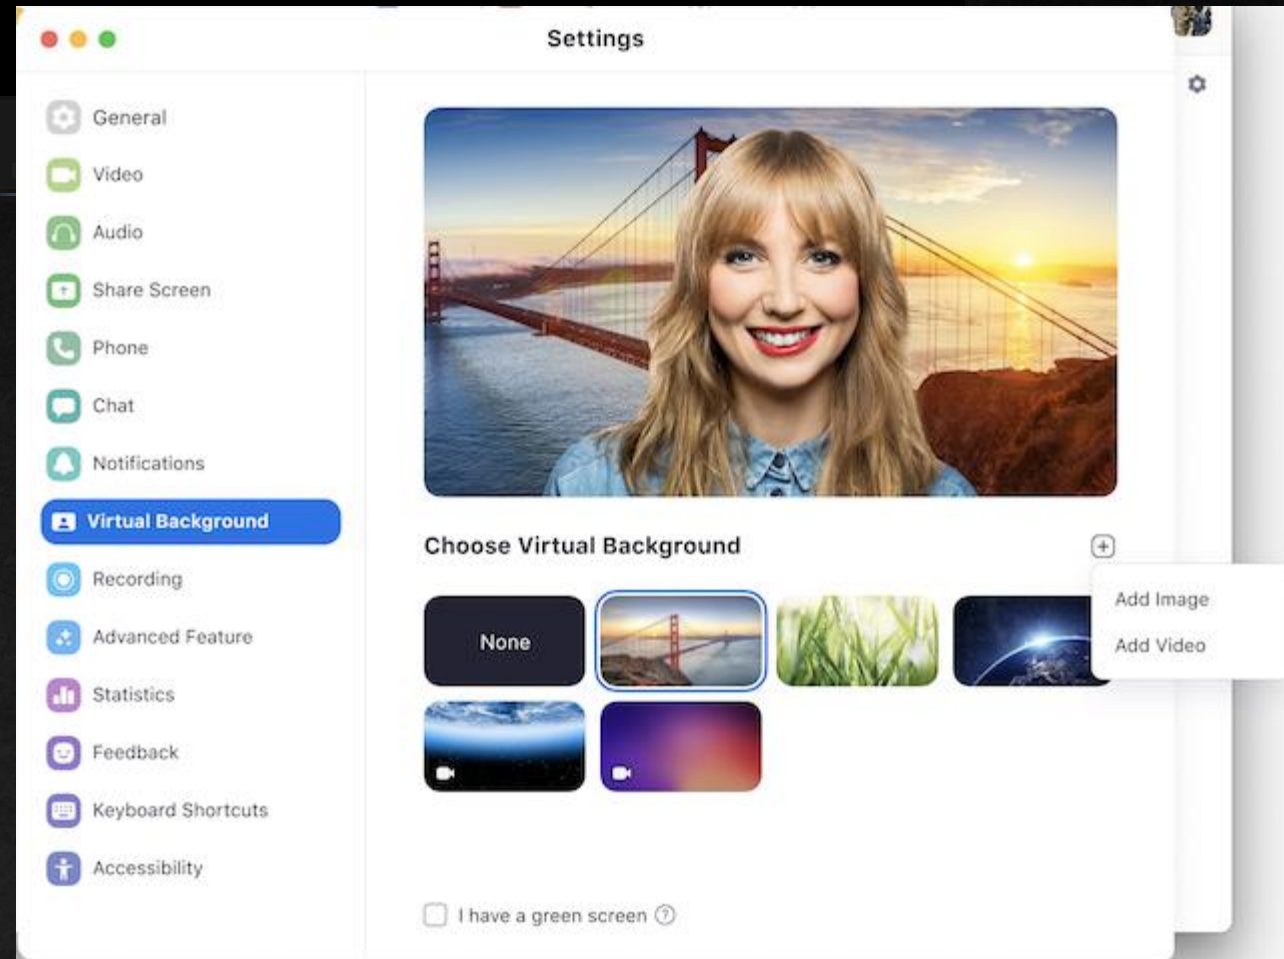 Settings
General
Video
Audio
Share Screen
Phone
Chat
Notifications
Virtual Background
Recording
Advanced Feature
Statistics
Feedback
Keyboard Shortcuts
Accessibility
Choose Virtual Background
Add Image
Add Video
None
I have a green screen ?